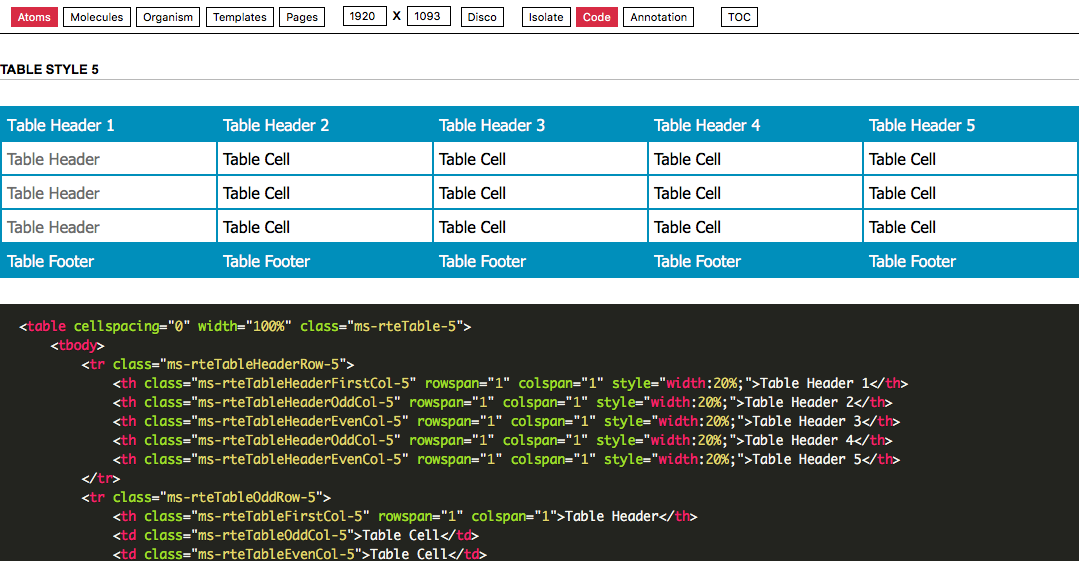 Atoms Molecules Organism Templates Pages 1920 X 1093 Disco Isolate Code Annotation TOC
TABLE STYLE 5
Table Header 1 Table Header 2 Table Header 3 Table Header 4 Table Header 5
Table Header Table Cell Table Cell Table Cell Table Cell
Table Header Table Cell Table Cell Table Cell Table Cell
Table Header Table Cell Table Cell Table Cell Table Cell
Table Footer Table Footer Table Footer Table Footer Table Footer
<table cellspacing="0" width="100%" class="ms-rteTable-5">
<tbody>
<tr class="ms-rteTableHeaderRow-5">
<th class="ms-rteTableHeaderFirstCol-5" rowspan="1" colspan="1" style="width:20%;">Table Header 1</th>
<th class="ms-rteTableHeaderOddCol-5" rowspan="1" colspan="1" style="width:20%;">Table Header 2</th>
<th class="ms-rteTableHeaderEvenCol-5" rowspan="1" colspan="1" style="width:20%;">Table Header 3</th>
<th class="ms-rteTableHeaderOddCol-5" rowspan="1" colspan="1" style="width:20%;">Table Header 4</th>
<th class="ms-rteTableHeaderEvenCol-5" rowspan="1" colspan="1" style="width:20%;">Table Header 5</th>
</tr>
<tr class="ms-rteTableOddRow-5">
<th class="ms-rteTableFirstCol-5" rowspan="1" colspan="1">Table Header</th>
<td class="ms-rteTableOddCol-5">Table Cell</td>
<td class="ms-rteTableEvenCol-5">Table Cell</td>